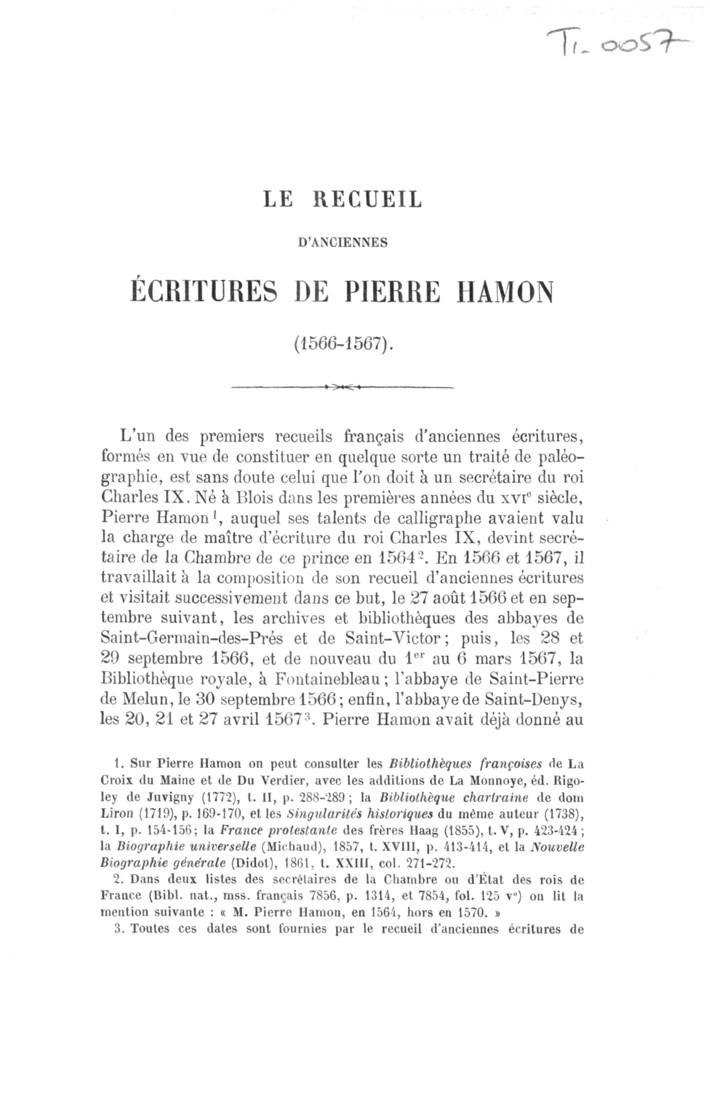 Ti_ 0057
LE RECUEIL
D'ANCIENNES
ÉCRITURES DE PIERRE HAMON
(1566-1567).
L'un des premiers recueils français d'anciennes écritures,
formés en vue de constituer en quelque sorte un traité de paléo-
graphie, est sans doute celui que l'on doit à un secrétaire du roi
Charles IX. Né à Blois dans les premières années du XVIe siècle,
Pierre Hamon1, auquel ses talents de calligraphe avaient valu
la charge de maître d'écriture du roi Charles IX, devint secré-
taire de la Chambre de ce prince en 15642. En 1566 et 1567, il
travaillait à la composition de son recueil d'anciennes écritures
et visitait successivement dans ce but, le 27 août 1566 et en sep-
tembre suivant, les archives et bibliothèques des abbayes de
Saint-Germain-des-Prés et de Saint-Victor; puis, les 28 et
29 septembre 1566, et de nouveau du 1er au 6 mars 1567, la
Bibliothèque royale, à Fontainebleau; l'abbaye de Saint-Pierre
de Melun, le 30 septembre 1566; enfin, l'abbaye de Saint-Denys,
les 20, 21 et 27 avril 15673. Pierre Hamon avait déjà donné au
1. Sur Pierre Hamon on peut consulter les Bibliothèques françoises de La
Croix du Maine et de Du Verdier, avec les additions de La Monnoye, éd. Rigo-
ley de Juvigny (1772), t. II, p. 288-289; la Bibliothèque chartraine de dom
Liron (1719), p. 169-170, et les Singularités historiques du même auteur (1738),
t. I, p. 154-156; la France protestante des frères Haag (1855), t. V, p. 423-424;
la Biographie universelle (Michaud), 1857, t. XVIII, p. 413-414, et la Nouvelle
Biographie générale (Didot), 1861, t. XXIII, col. 271-272.
2. Dans deux listes des secrétaires de la Chambre ou d'État des rois de
France (Bibl. nat., mss. français 7856, p. 1314, et 7854, fol. 125 vo) on lit la
mention suivante : « M. Pierre Hamon, en 1564, hors en 1570. »
3. Toutes ces dates sont fournies par le recueil d'anciennes écritures de